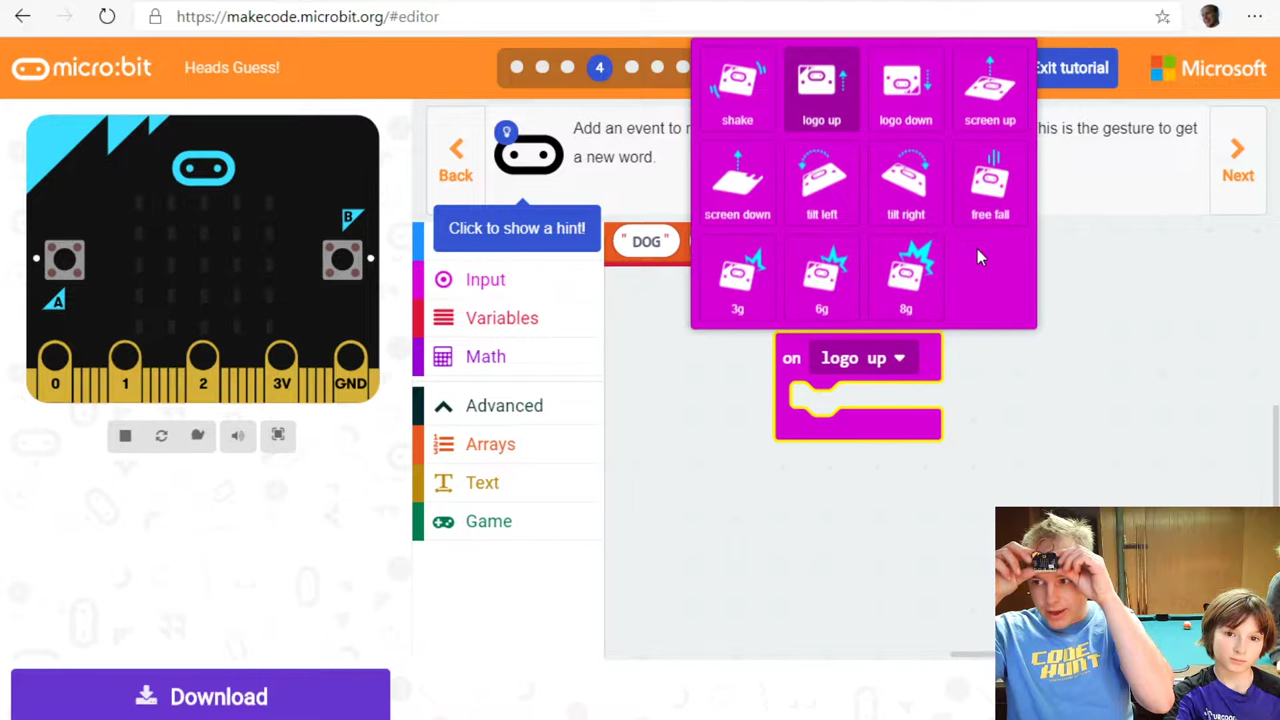 https://makecode.microbit.org/#editor
micro:bit
Heads Guess!
4
Exit tutorial
Microsoft
shake
logo up
logo down
screen up
screen down
tilt left
tilt right
free fall
3g
6g
8g
Back
Add an event to
his is the gesture to get
a new word.
Next
Click to show a hint!
" DOG "
Input
Variables
Math
Advanced
Arrays
Text
Game
on logo up
A
B
0 1 2 3V GND
Download
CODE
HUNT